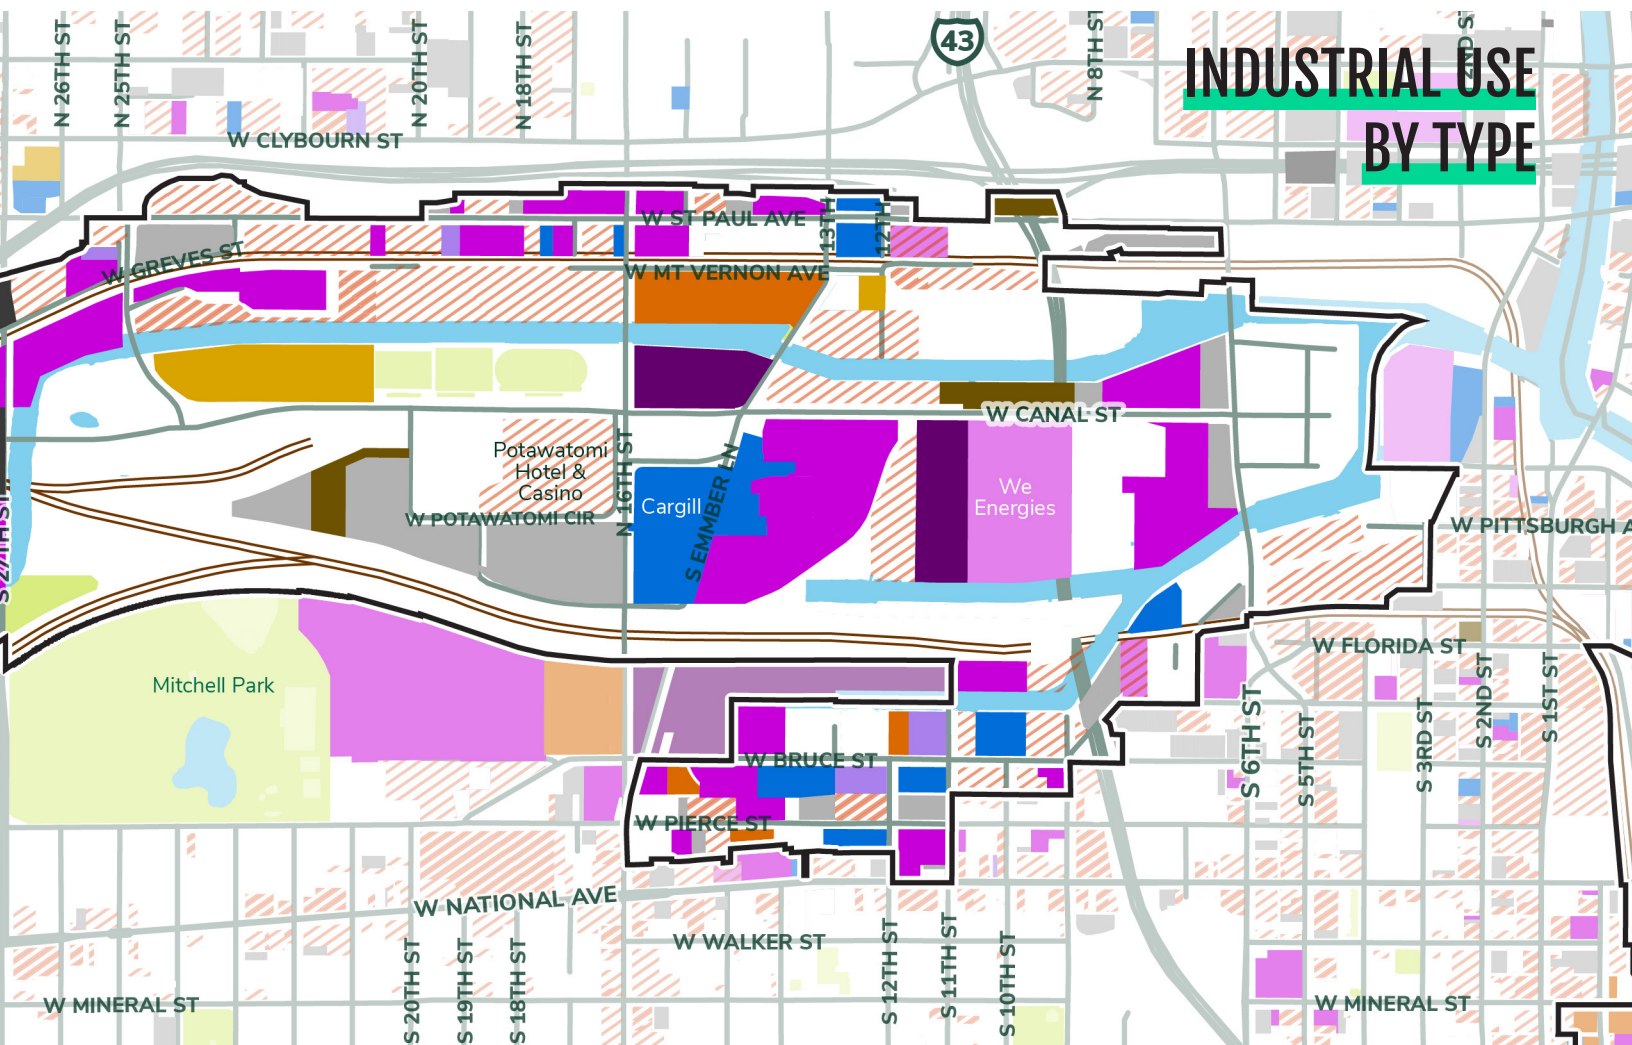 INDUSTRIAL USE
BY TYPE
43
N 26TH ST
N 25TH ST
N 20TH ST
N 18TH ST
N 8TH ST
W CLYBOURN ST
W ST PAUL AVE
13TH
12TH
W GREVES ST
W MT VERNON AVE
W CANAL ST
Potawatomi
Hotel &
Casino
W POTAWATOMI CIR
N 16TH ST
Cargill
S EMMBER LN
We
Energies
W PITTSBURGH A
S 27TH ST
W FLORIDA ST
Mitchell Park
S 6TH ST
S 5TH ST
S 3RD ST
S 2ND ST
S 1ST ST
W BRUCE ST
W PIERCE ST
W NATIONAL AVE
W WALKER ST
S 20TH ST
S 19TH ST
S 18TH ST
S 12TH ST
S 11TH ST
S 10TH ST
W MINERAL ST
W MINERAL ST